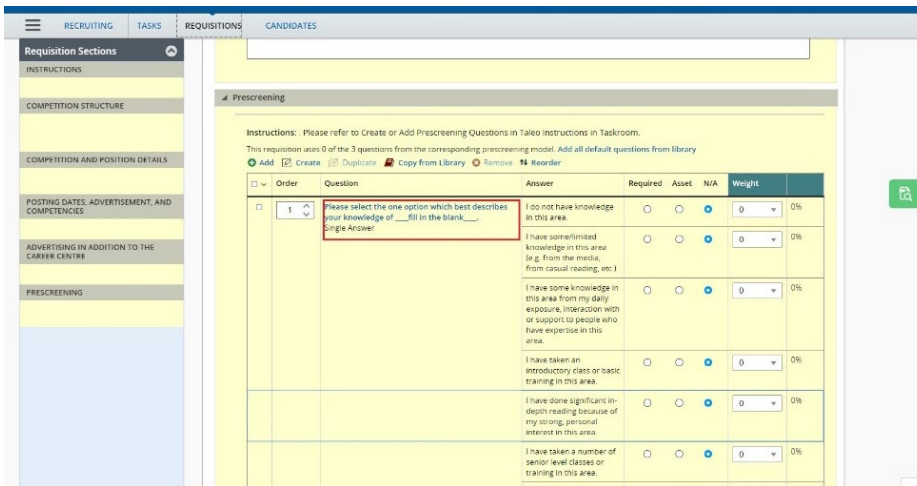 RECRUITING TASKS REQUISITIONS CANDIDATES
Requisition Sections
INSTRUCTIONS
COMPETITION STRUCTURE
COMPETITION AND POSITION DETAILS
POSTING DATES, ADVERTISEMENT, AND
COMPETENCIES
ADVERTISING IN ADDITION TO THE
CAREER CENTRE
PRESCREENING
Prescreening
Instructions: : Please refer to Create or Add Prescreening Questions in Taleo Instructions in Taskroom.
This requisition uses 0 of the 3 questions from the corresponding prescreening model. Add all default questions from library
Add Create Duplicate Copy from Library Remove Reorder
Order Question Answer Required Asset N/A Weight
1
Please select the one option which best describes
your knowledge of ___fill in the blank___.
Single Answer
I do not have knowledge
in this area.
0 0%
I have some/limited
knowledge in this area
(e.g. from the media,
from casual reading, etc.)
0 0%
I have some knowledge in
this area from my daily
exposure, interaction with
or support to people who
have expertise in this
area.
0 0%
I have taken an
introductory class or basic
training in this area.
0 0%
I have done significant in-
depth reading because of
my strong, personal
interest in this area.
0 0%
I have taken a number of
senior level classes or
training in this area.
0 0%